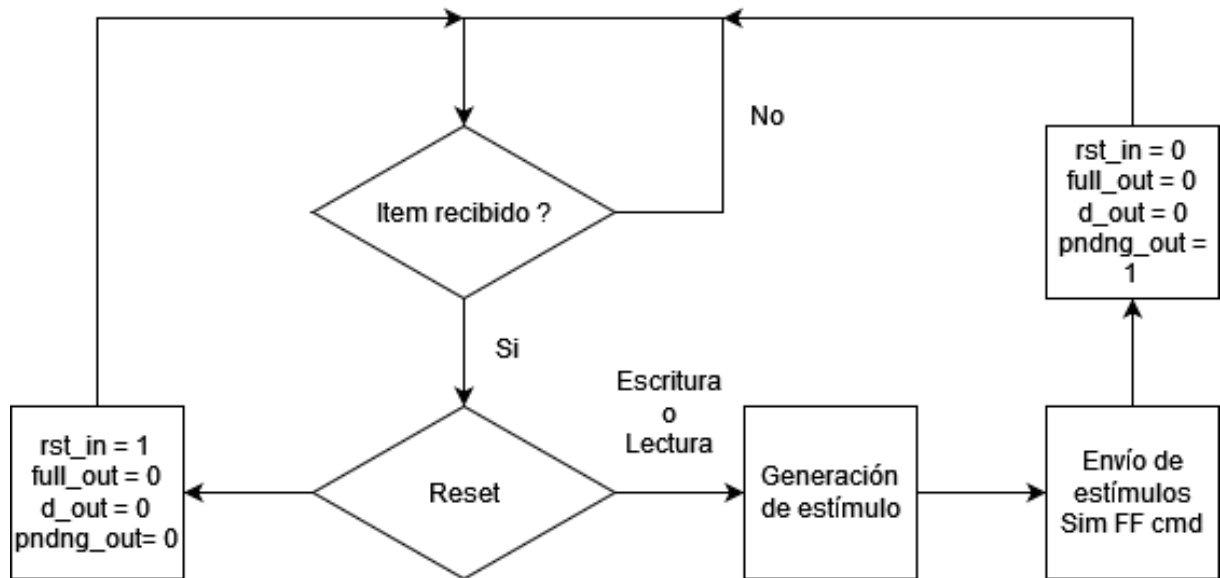 No
rst_in = 0
full_out = 0
d_out = 0
pndng_out =
1
Item recibido ?
Si
Escritura
o
Lectura
rst_in = 1
full_out = 0
d_out = 0
pndng_out= 0
Reset
Generación
de estímulo
Envío de
estímulos
Sim FF cmd